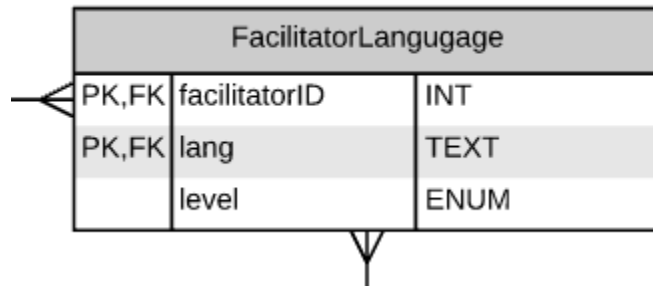 FacilitatorLangugage
PK,FK facilitatorID INT
PK,FK lang TEXT
level ENUM